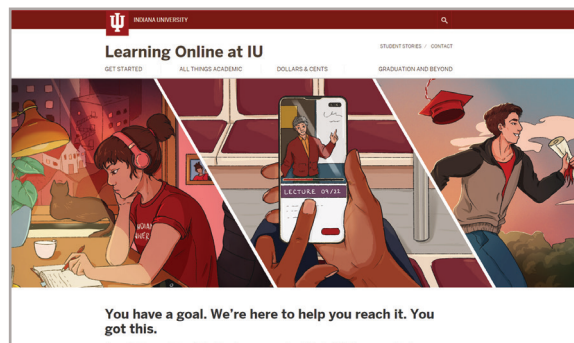 INDIANA UNIVERSITY
Learning Online at IU
STUDENT STORIES / CONTACT
GET STARTED ALL THINGS ACADEMIC DOLLARS & CENTS GRADUATION AND BEYOND
INDIANA
LECTURE 09/21
You have a goal. We're here to help you reach it. You
got this.